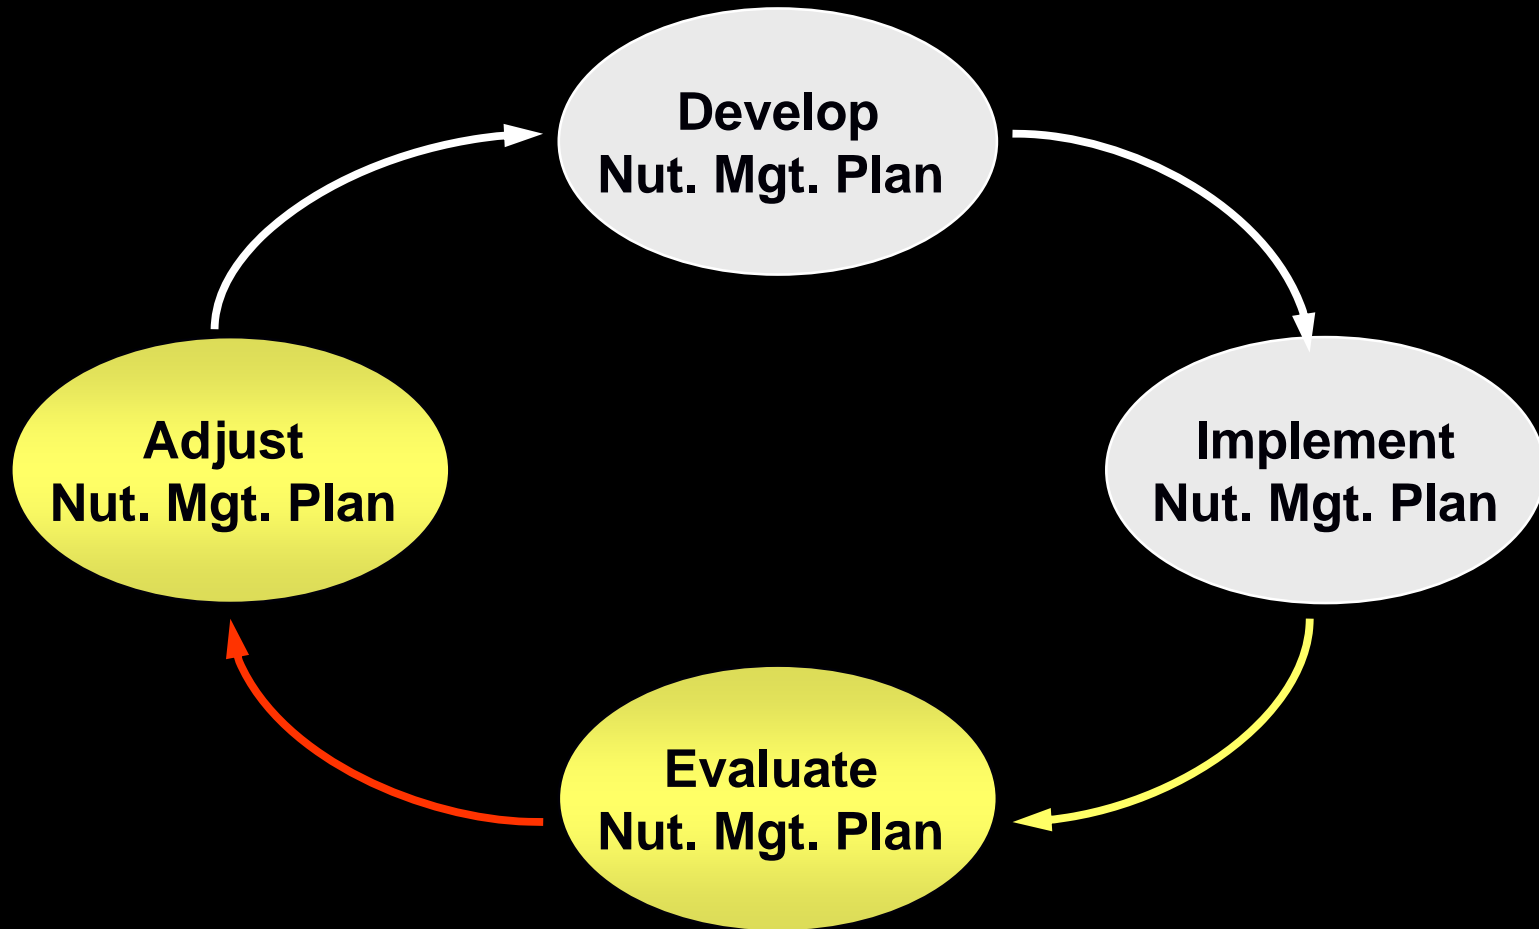 Develop
Nut. Mgt. Plan
Implement
Nut. Mgt. Plan
Evaluate
Nut. Mgt. Plan
Adjust
Nut. Mgt. Plan